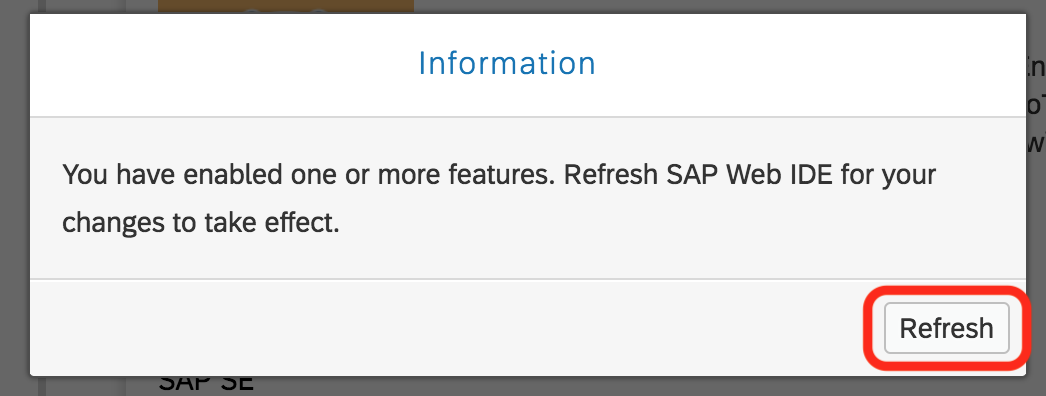 Information
You have enabled one or more features. Refresh SAP Web IDE for your
changes to take effect.
Refresh
SAP SE